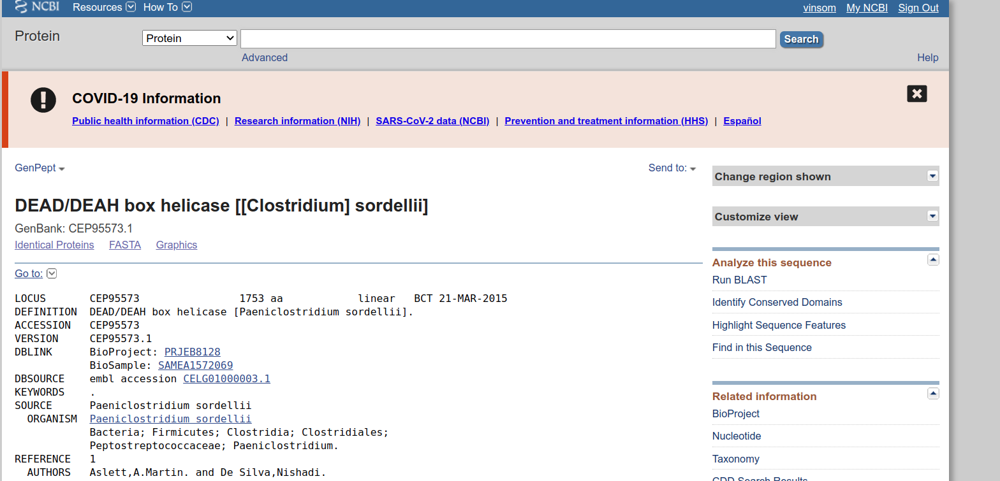 NCBI Resources How To vinsom My NCBI Sign Out
Protein Protein Search
Advanced Help
COVID-19 Information
Public health information (CDC) | Research information (NIH) | SARS-CoV-2 data (NCBI) | Prevention and treatment information (HHS) | Español
GenPept Send to:
DEAD/DEAH box helicase [[Clostridium] sordellii]
GenBank: CEP95573.1
Identical Proteins FASTA Graphics
Go to:
LOCUS CEP95573 1753 aa linear BCT 21-MAR-2015
DEFINITION DEAD/DEAH box helicase [Paeniclostridium sordellii].
ACCESSION CEP95573
VERSION CEP95573.1
DBLINK BioProject: PRJEB8128
BioSample: SAMEA1572069
DBSOURCE embl accession CELG01000003.1
KEYWORDS .
SOURCE Paeniclostridium sordellii
ORGANISM Paeniclostridium sordellii
Bacteria; Firmicutes; Clostridia; Clostridiales;
Peptostreptococcaceae; Paeniclostridium.
REFERENCE 1
AUTHORS Aslett,A.Martin. and De Silva,Nishadi.
Change region shown
Customize view
Analyze this sequence
Run BLAST
Identify Conserved Domains
Highlight Sequence Features
Find in this Sequence
Related information
BioProject
Nucleotide
Taxonomy
CDD Search Results